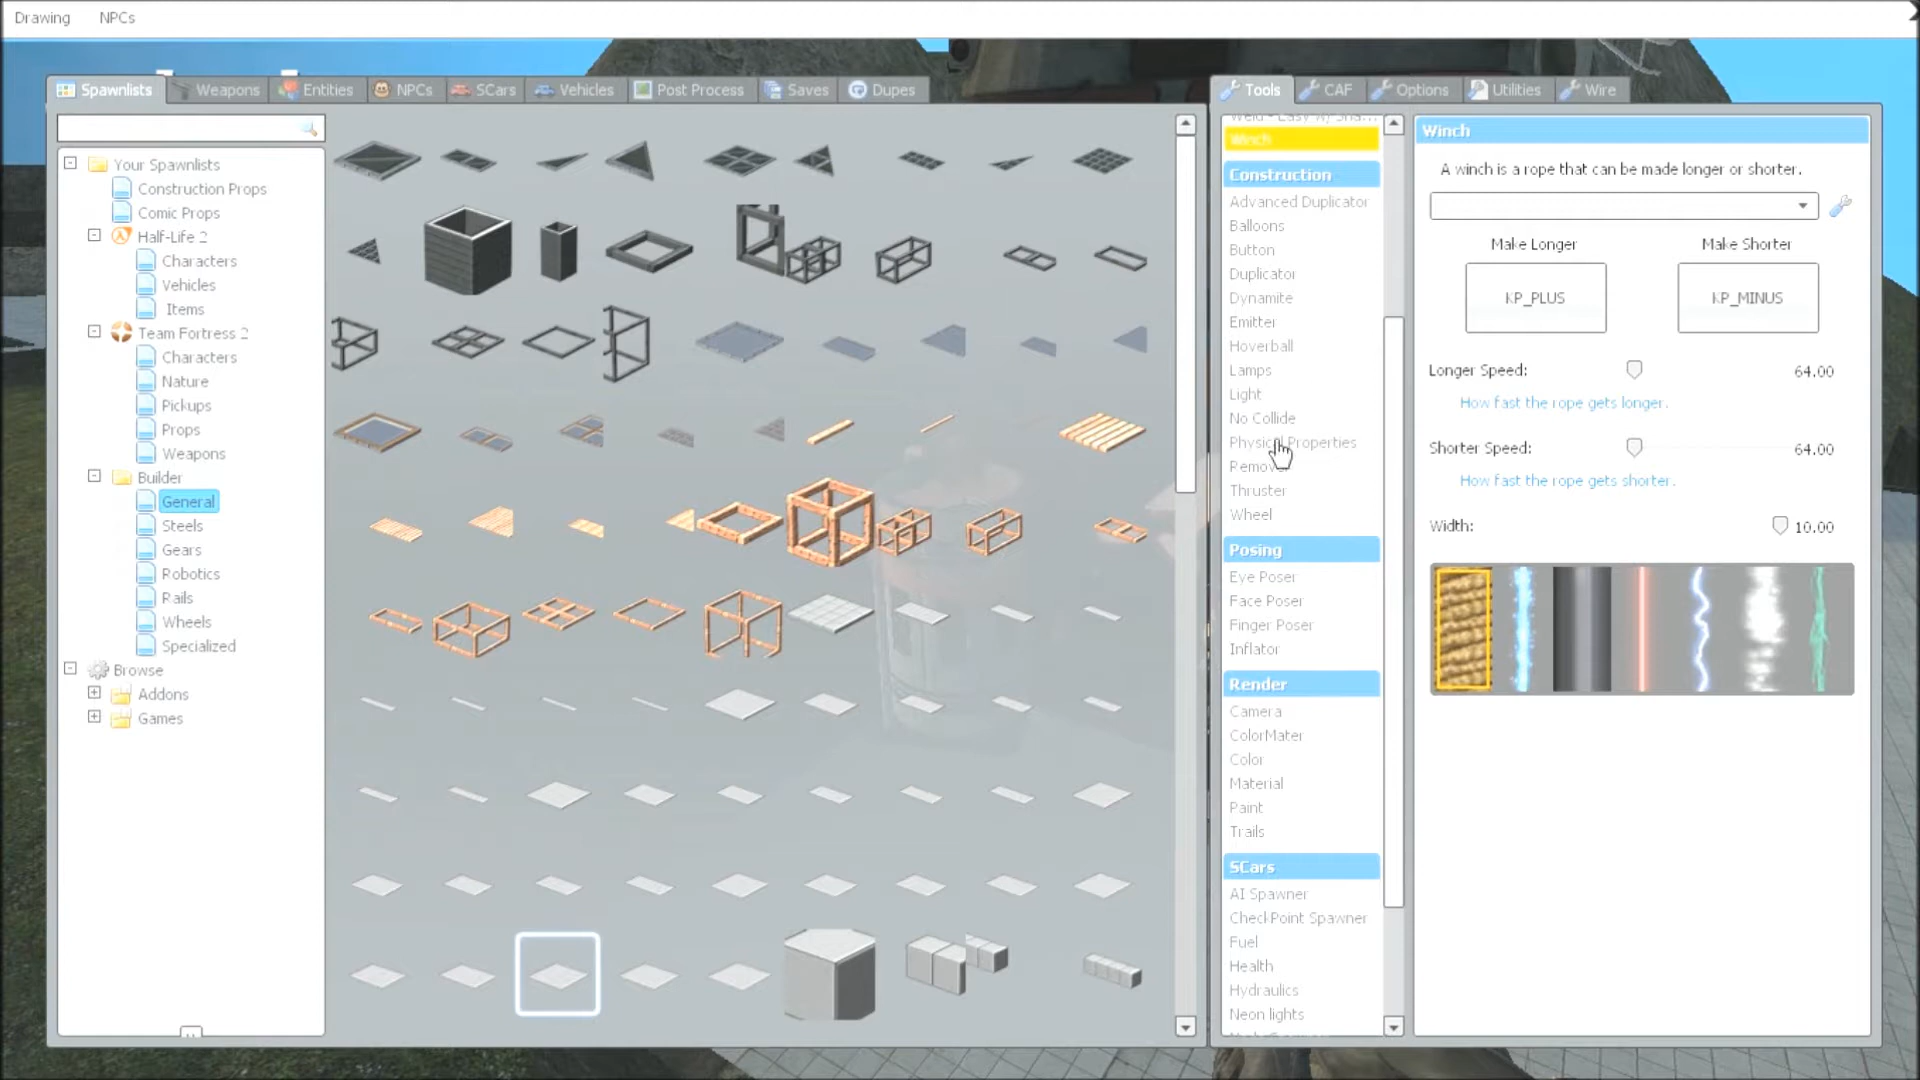 Drawing NPCs
Spawnlists Weapons Entities NPCs SCars Vehicles Post Process Saves Dupes
Tools CAF Options Utilities Wire
Your Spawnlists
Construction Props
Comic Props
Half-Life 2
Characters
Vehicles
Items
Team Fortress 2
Characters
Nature
Pickups
Props
Weapons
Builder
General
Steels
Gears
Robotics
Rails
Wheels
Specialized
Browse
Addons
Games
Winch
Construction
Advanced Duplicator
Balloons
Button
Duplicator
Dynamite
Emitter
Hoverball
Lamps
Light
No Collide
Physical Properties
Remover
Thruster
Wheel
Posing
Eye Poser
Face Poser
Finger Poser
Inflator
Render
Camera
ColorMater
Color
Material
Paint
Trails
SCars
AI Spawner
CheckPoint Spawner
Fuel
Health
Hydraulics
Neon lights
Winch
A winch is a rope that can be made longer or shorter.
Make Longer Make Shorter
KP_PLUS KP_MINUS
Longer Speed: 64.00
How fast the rope gets longer.
Shorter Speed: 64.00
How fast the rope gets shorter.
Width: 10.00